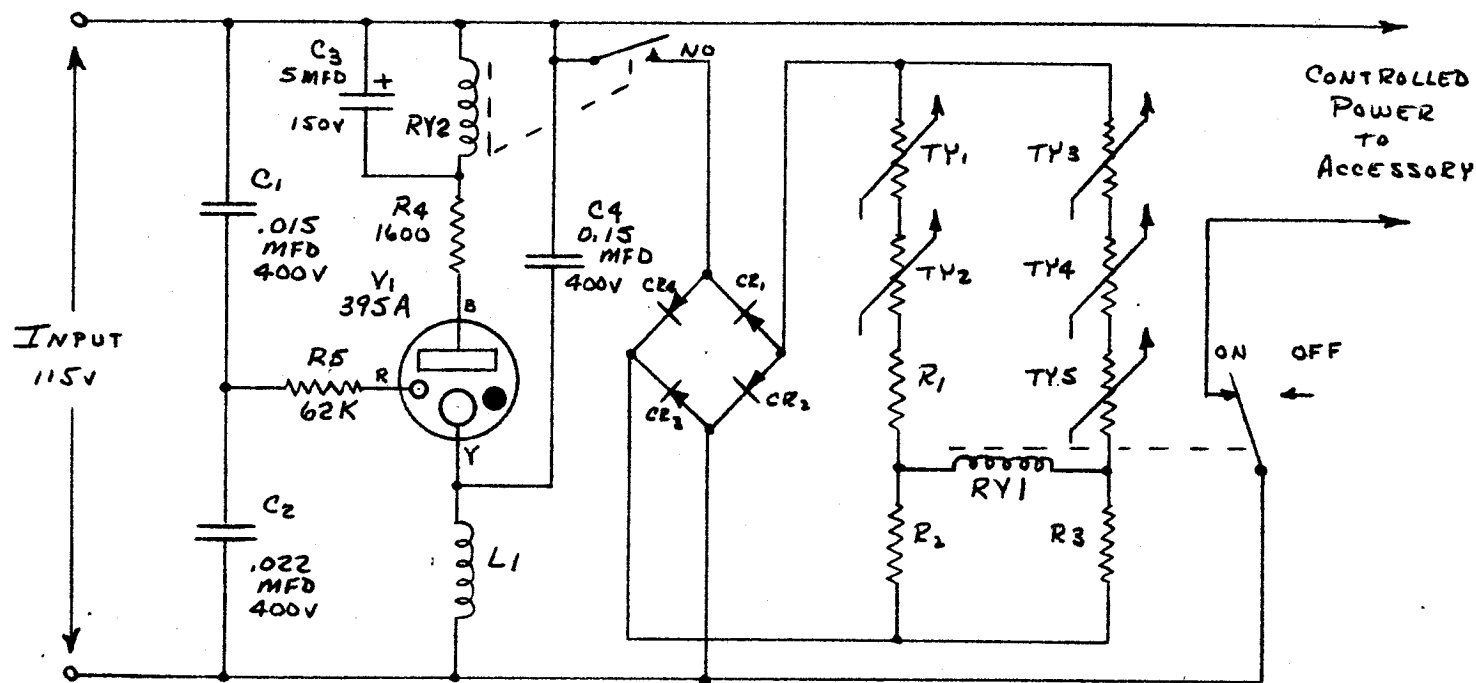 INPUT
115V
C1
.015
MFD
400V
C2
.022
MFD
400V
C3
5MFD
+
150V
RY2
R4
1600
V1
395A
B
R5
R
62K
Y
L1
C4
0.15
MFD
400V
NO
CR4
CR1
CR3
CR2
TY1
TY2
R1
R2
TY3
TY4
TY5
RY1
R3
CONTROLLED
POWER
TO
ACCESSORY
ON OFF